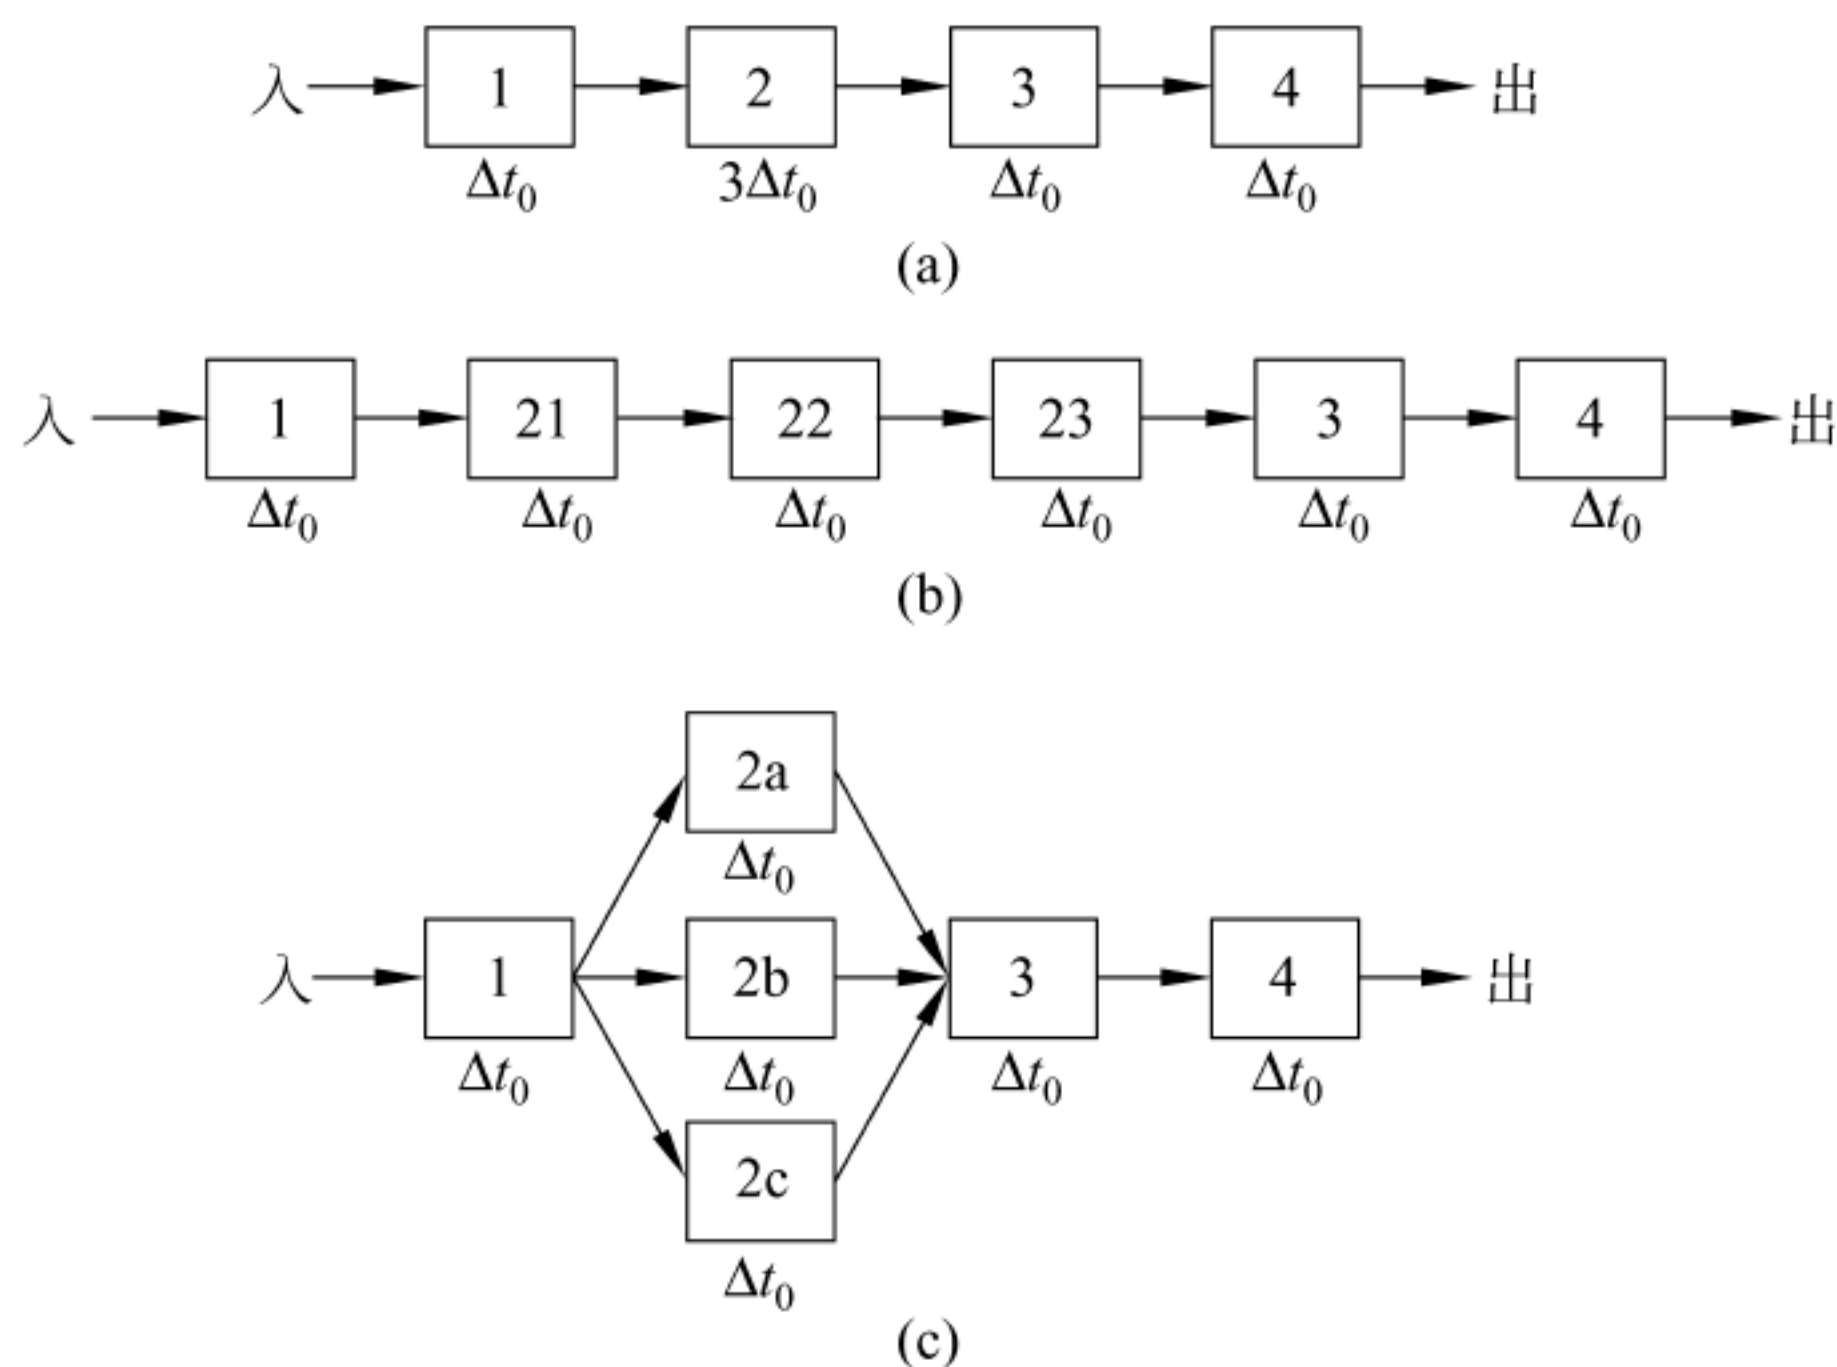 入 1 2 3 4 出
Δt₀ 3Δt₀ Δt₀ Δt₀
(a)
入 1 21 22 23 3 4 出
Δt₀ Δt₀ Δt₀ Δt₀ Δt₀ Δt₀
(b)
2a
Δt₀
入 1 2b 3 4 出
Δt₀ Δt₀ Δt₀ Δt₀
2c
Δt₀
(c)